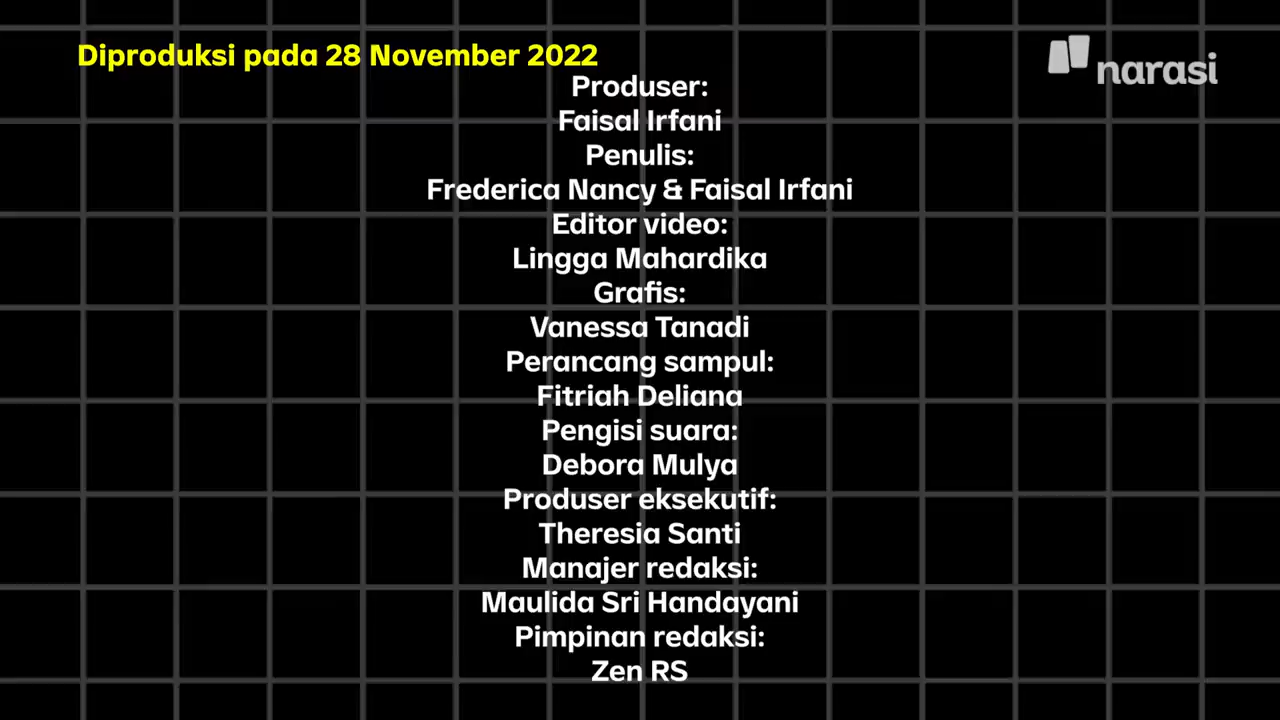 Diproduksi pada 28 November 2022
narasi
Produser:
Faisal Irfani
Penulis:
Frederica Nancy & Faisal Irfani
Editor video:
Lingga Mahardika
Grafis:
Vanessa Tanadi
Perancang sampul:
Fitriah Deliana
Pengisi suara:
Debora Mulya
Produser eksekutif:
Theresia Santi
Manajer redaksi:
Maulida Sri Handayani
Pimpinan redaksi:
Zen RS